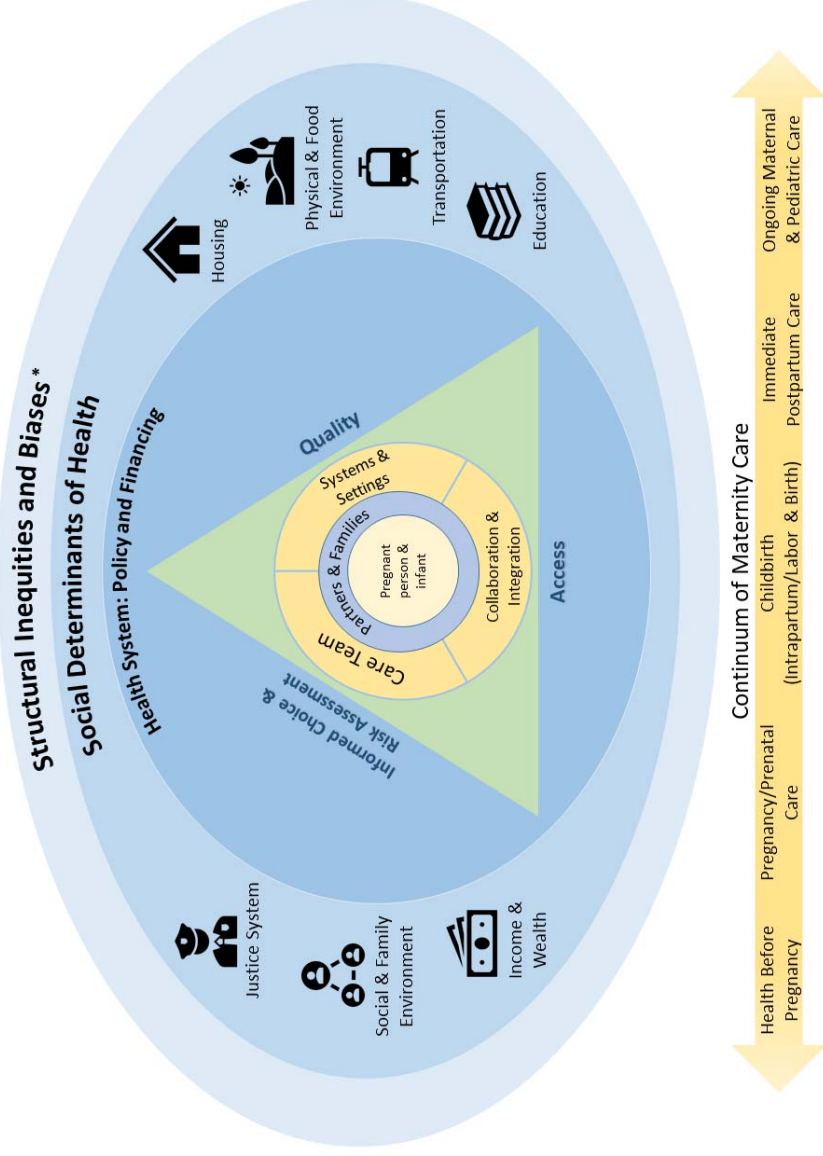 Structural Inequities and Biases *
Social Determinants of Health
Health System: Policy and Financing
Justice System
Social & Family
Environment
Income &
Wealth
Housing
Physical & Food
Environment
Transportation
Education
Informed Choice &
Risk Assessment
Quality
Access
Care Team
Systems &
Settings
Collaboration &
Integration
Partners & Families
Pregnant
person &
infant
Continuum of Maternity Care
Health Before
Pregnancy
Pregnancy/Prenatal
Care
Childbirth
(Intrapartum/Labor & Birth)
Immediate
Postpartum Care
Ongoing Maternal
& Pediatric Care